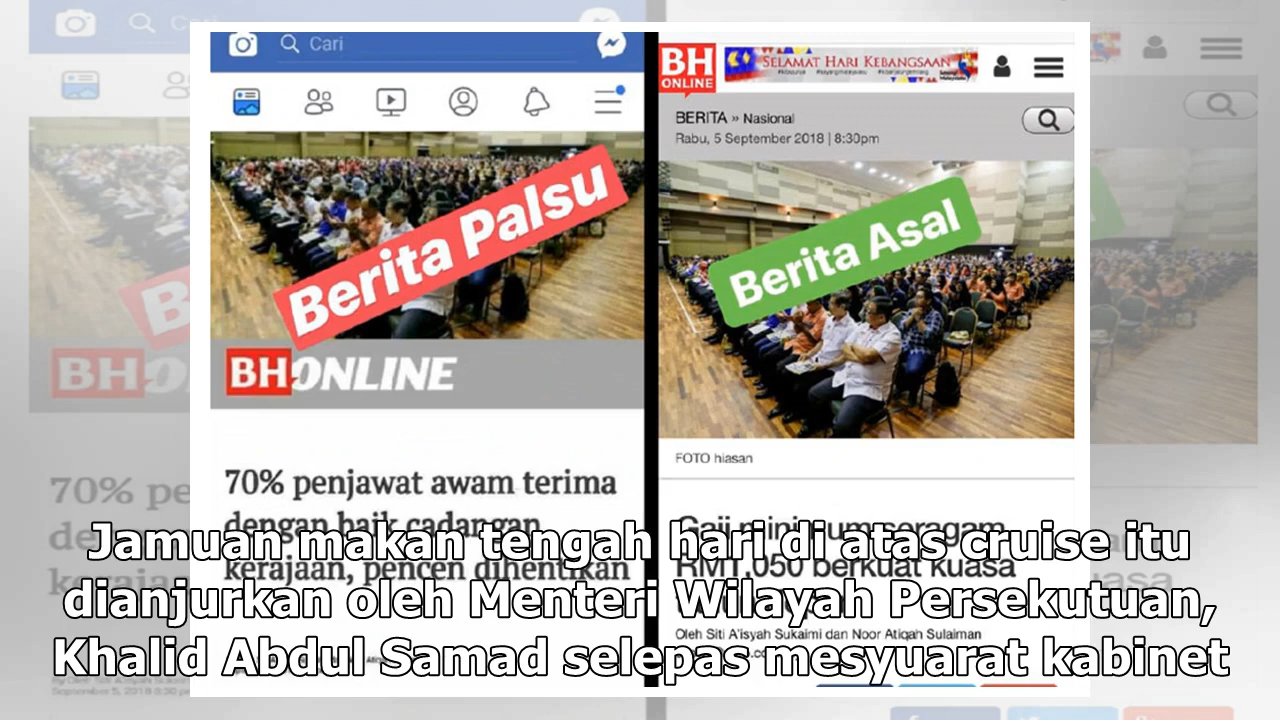 Cari
Berita Palsu
BHONLINE
70% penjawat awam terima
dengan baik cadangan
kerajaan, pencen dihentikan
BH
ONLINE
SELAMAT HARI KEBANGSAAN
BERITA » Nasional
Rabu, 5 September 2018 | 8:30pm
Berita Asal
FOTO hiasan
Gaji minimum seragam
RM1,050 berkuat kuasa
Oleh Siti A'isyah Sukaimi dan Noor Atiqah Sulaiman
Jamuan makan tengah hari di atas cruise itu
dianjurkan oleh Menteri Wilayah Persekutuan,
Khalid Abdul Samad selepas mesyuarat kabinet